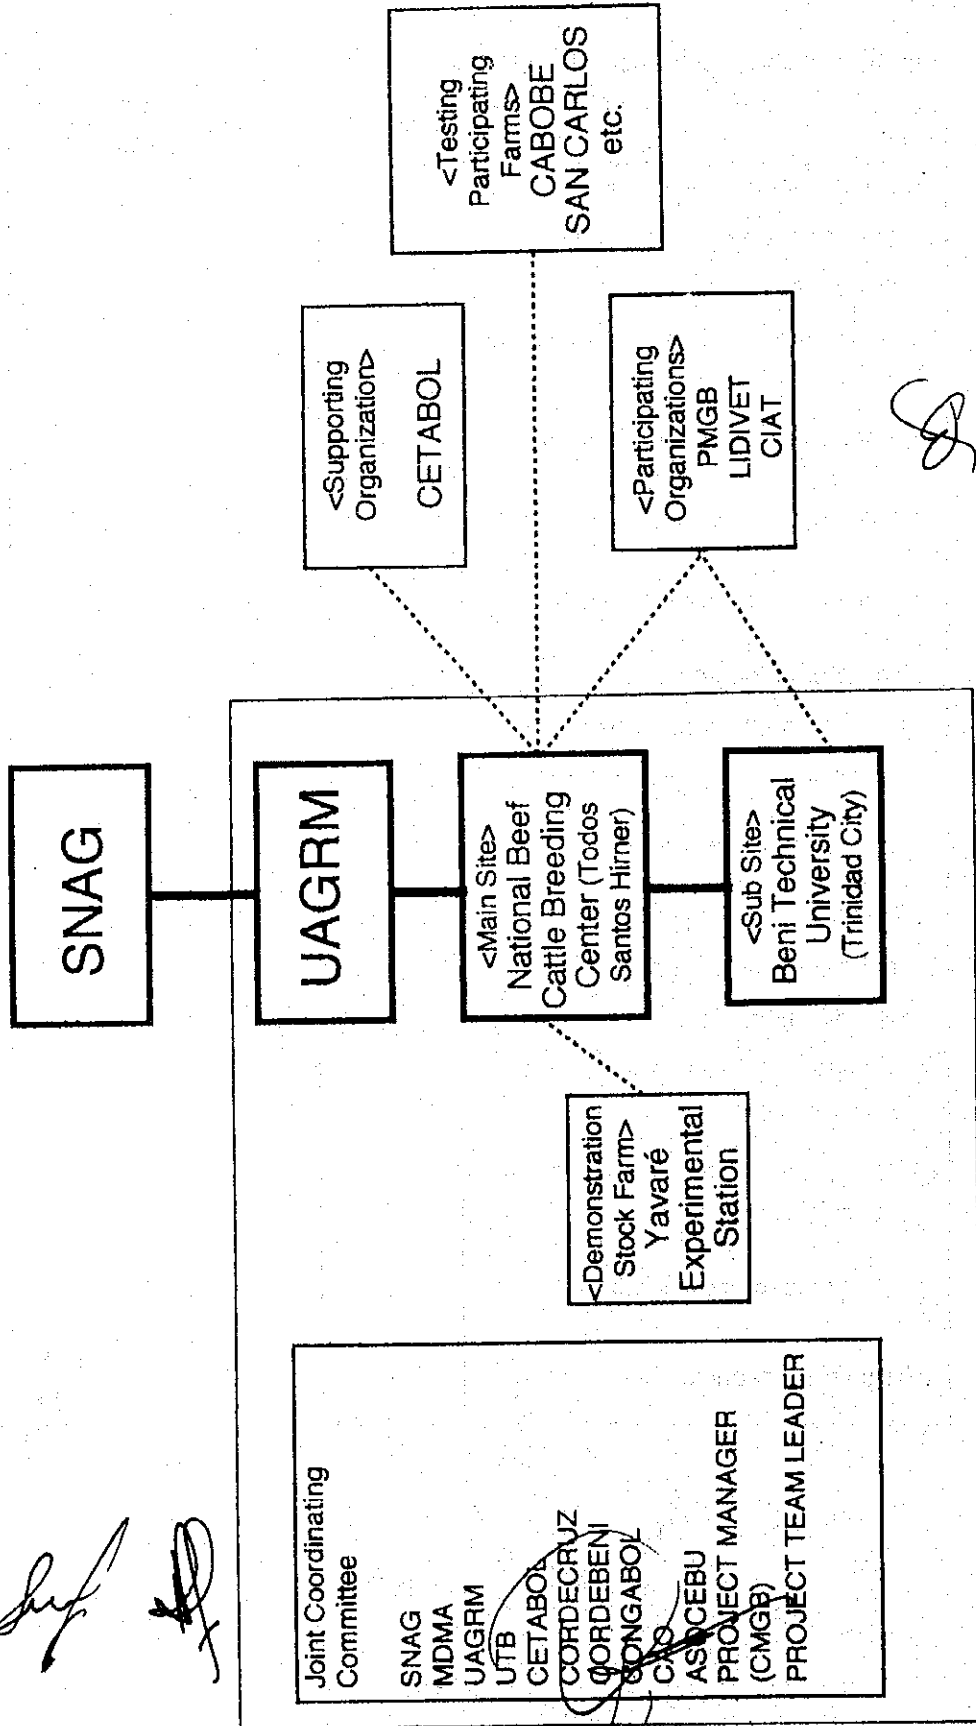 SNAG
UAGRM
<Main Site>
National Beef
Cattle Breeding
Center (Todos
Santos Hirner)
<Sub Site>
Beni Technical
University
(Trinidad City)
<Demonstration
Stock Farm>
Yavaré
Experimental
Station
<Supporting
Organization>
CETABOL
<Testing
Participating
Farms>
CABOBE
SAN CARLOS
etc.
<Participating
Organizations>
PMGB
LIDIVET
CIAT
Joint Coordinating
Committee
SNAG
MDMA
UAGRM
UTB
CETABOL
CORDECRUZ
CORDEBENI
CONGABOL
CAO
ASOCEBU
PROJECT MANAGER
(CMGB)
PROJECT TEAM LEADER